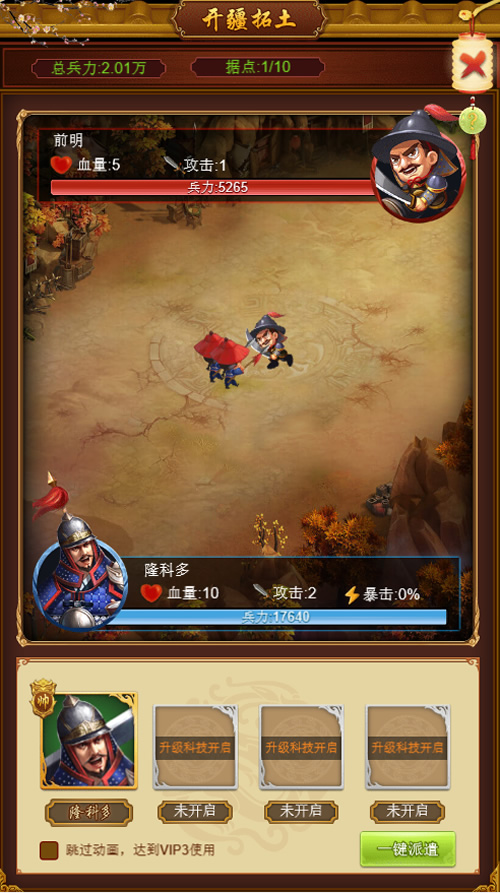 开疆拓土
总兵力:2.01万
据点:1/10
前明
血量:5
攻击:1
兵力:5265
隆科多
血量:10
攻击:2
暴击:0%
兵力:17640
帅
升级科技开启
升级科技开启
升级科技开启
隆科多
未开启
未开启
未开启
跳过动画，达到VIP3使用
一键派遣